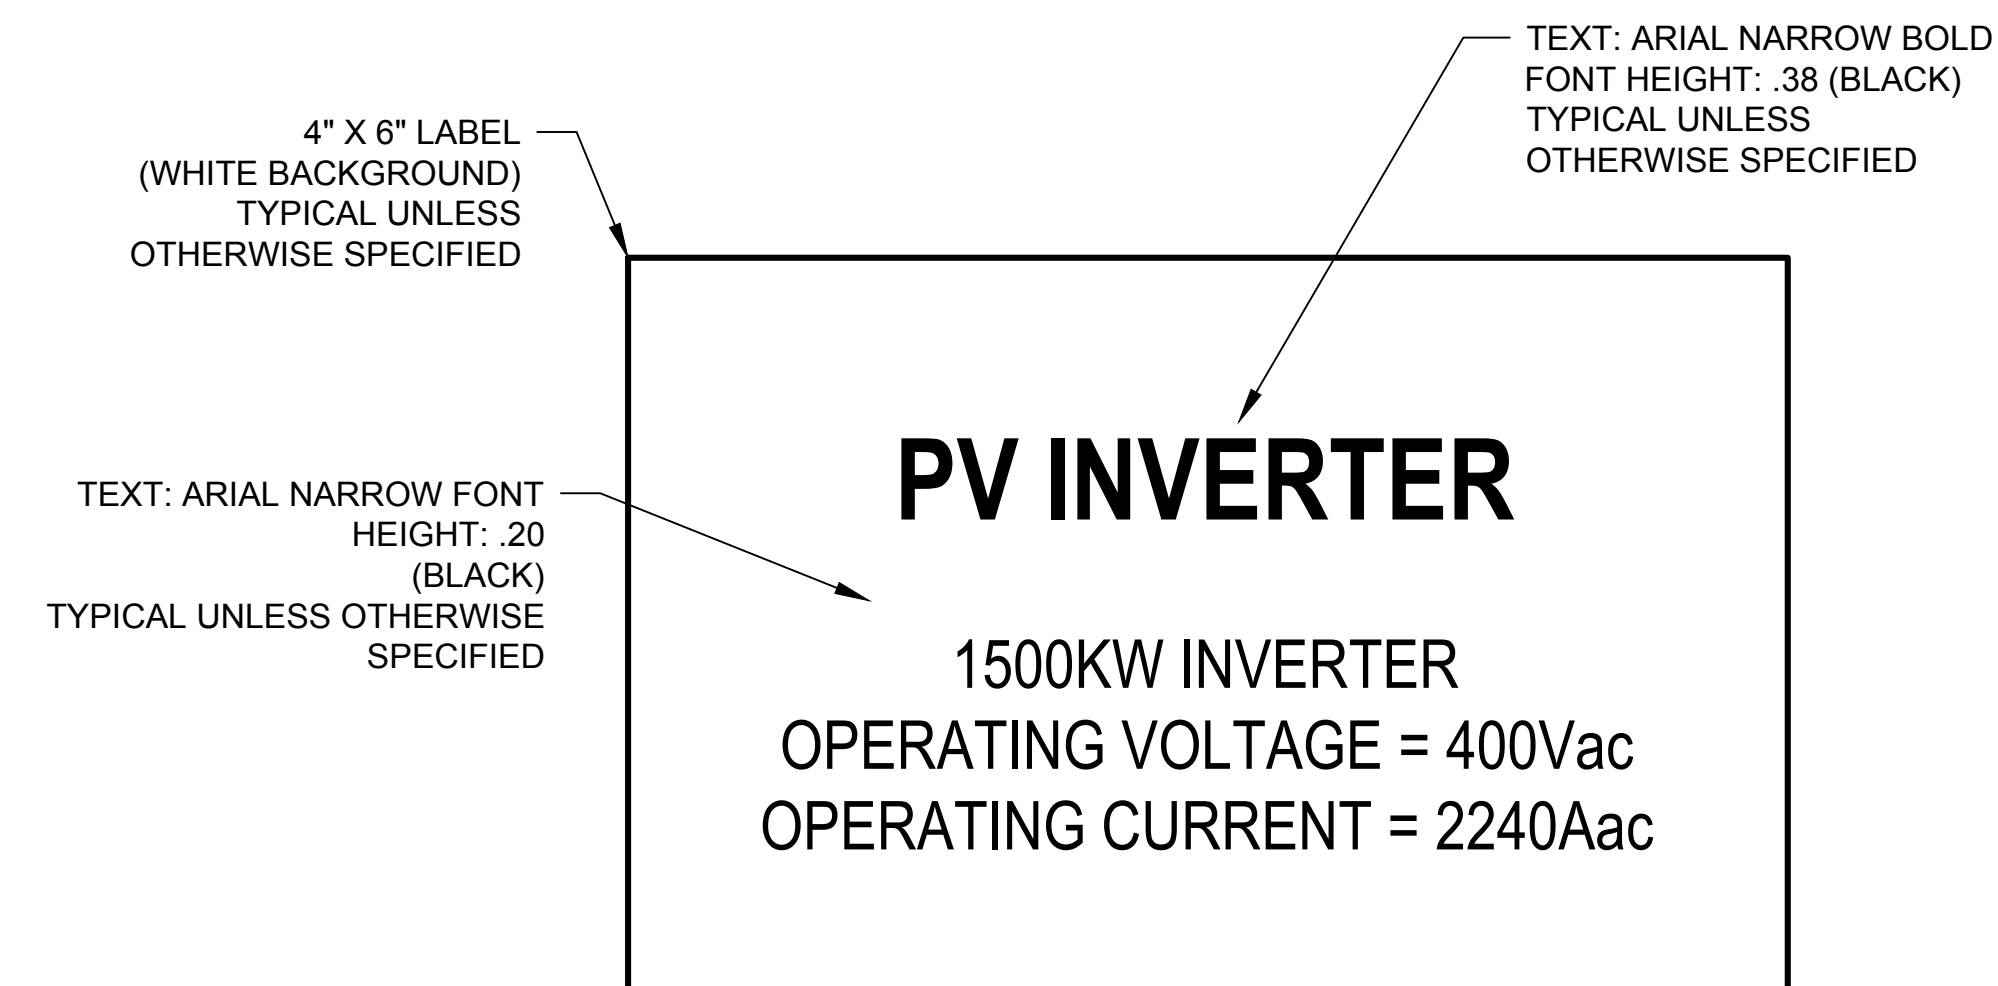 TEXT: ARIAL NARROW BOLD
FONT HEIGHT: .38 (BLACK)
TYPICAL UNLESS
OTHERWISE SPECIFIED
4" X 6" LABEL
(WHITE BACKGROUND)
TYPICAL UNLESS
OTHERWISE SPECIFIED
PV INVERTER
TEXT: ARIAL NARROW FONT
HEIGHT: .20
(BLACK)
TYPICAL UNLESS OTHERWISE
SPECIFIED
1500KW INVERTER
OPERATING VOLTAGE = 400Vac
OPERATING CURRENT = 2240Aac